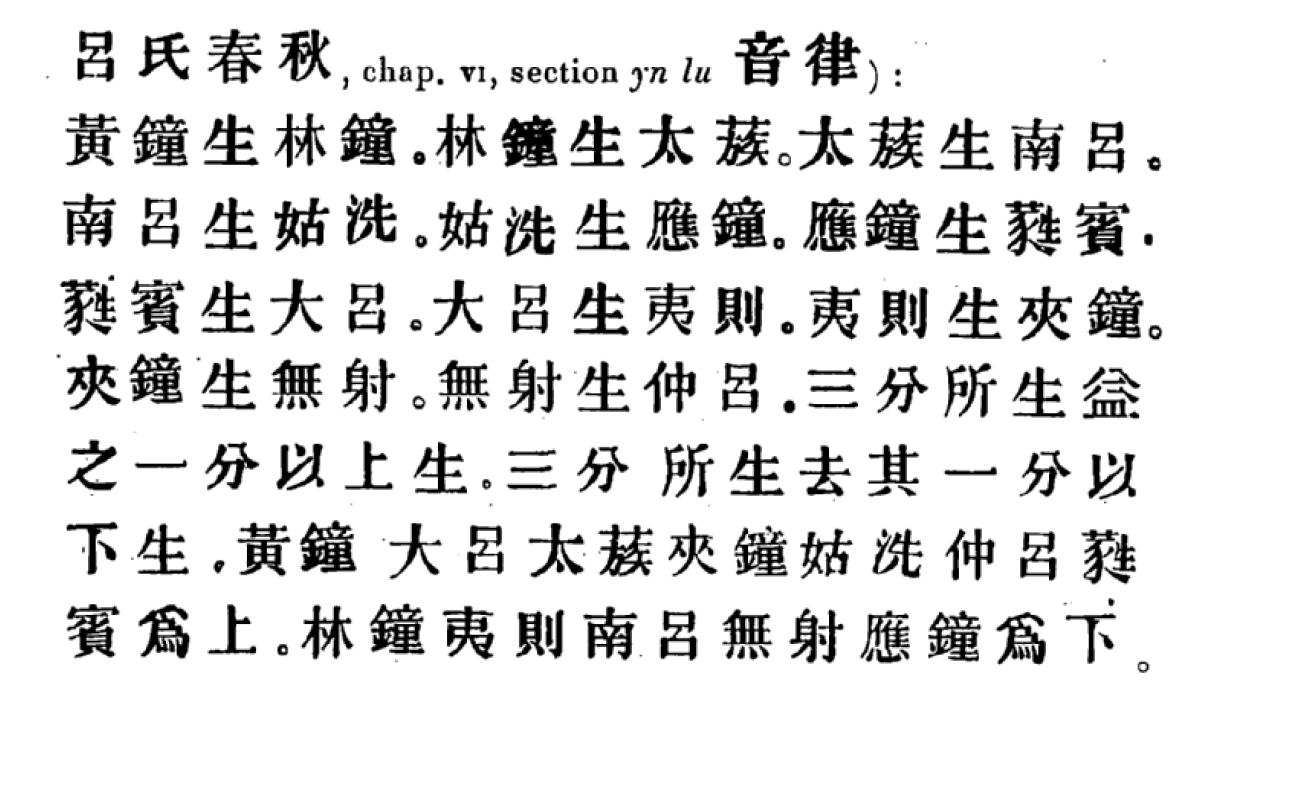 呂氏春秋, chap. VI, section yn lu 音律):
黃鐘生林鐘。林鐘生太蔟。太蔟生南呂。
南呂生姑洗。姑洗生應鐘。應鐘生蕤賓.
蕤賓生大呂。大呂生夷則。夷則生夾鐘。
夾鐘生無射。無射生仲呂.三分所生益
之一分以上生。三分 所生去其一分以
下生.黃鐘 大呂太蔟夾鐘姑洗仲呂蕤
賓爲上。林鐘夷則南呂無射應鐘爲下。